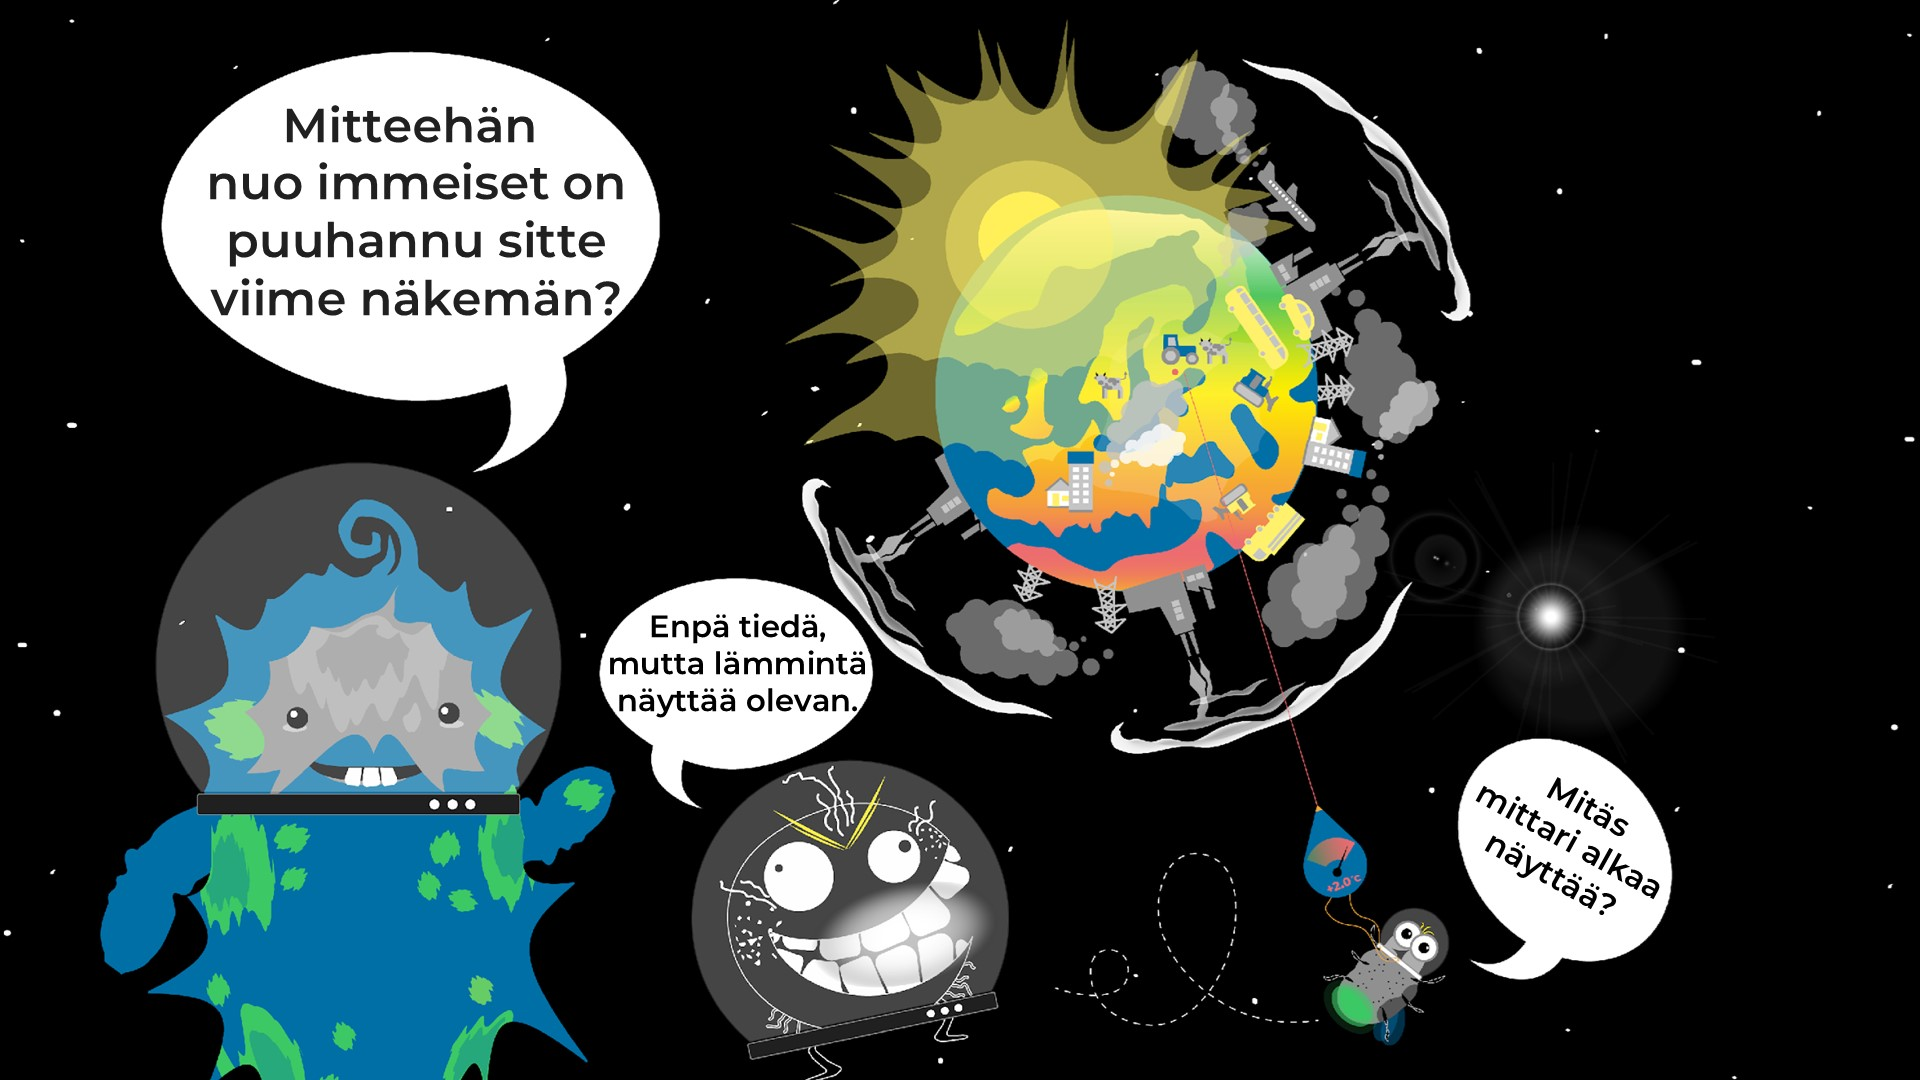 Mitteehän
nuo immeiset on
puuhannu sitte
viime näkemän?
Enpä tiedä,
mutta lämmintä
näyttää olevan.
Mitäs
mittari alkaa
näyttää?
+2.0°C